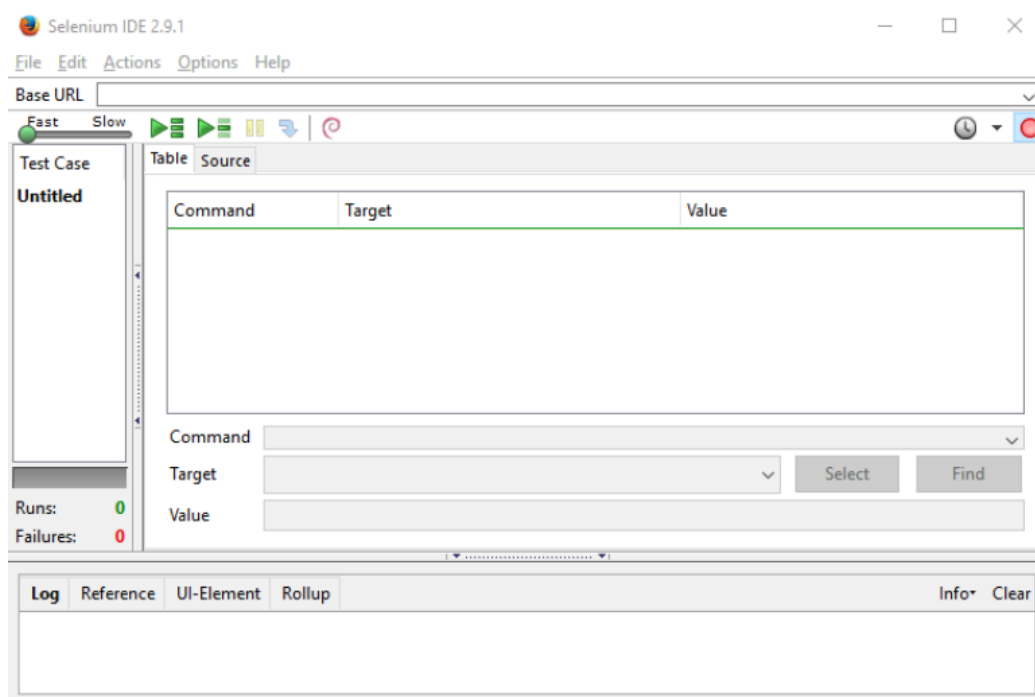 Selenium IDE 2.9.1
File Edit Actions Options Help
Base URL
Fast Slow
Test Case
Table Source
Untitled
Command Target Value
Command
Target Select Find
Runs: 0
Value
Failures: 0
Log Reference UI-Element Rollup Info Clear